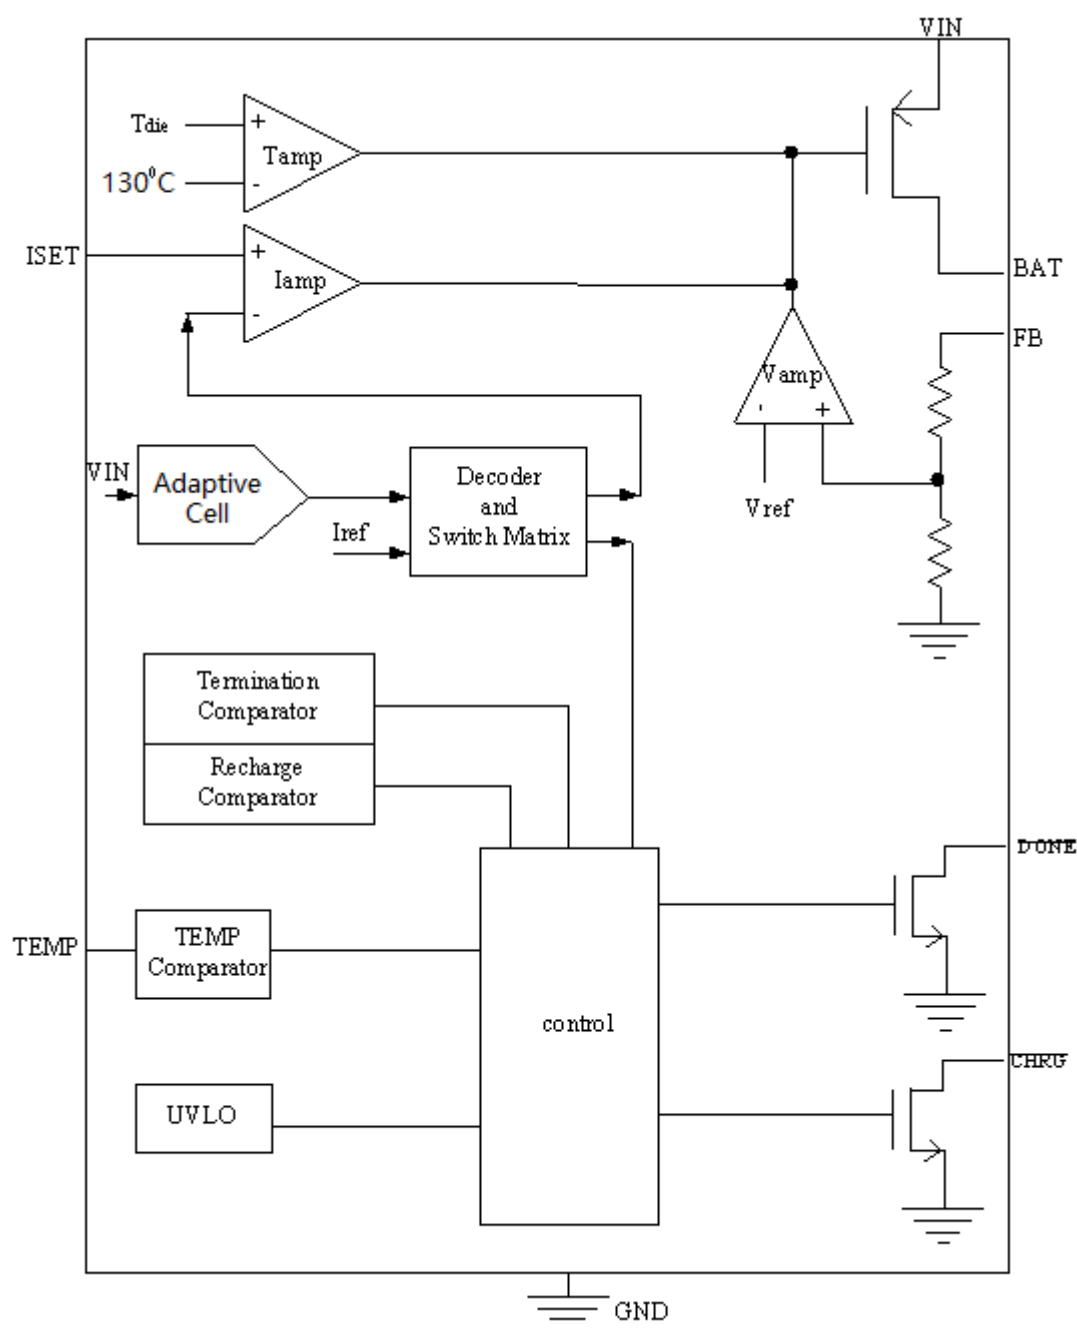 VIN
Tdie
+
Tamp
130⁰C
-
ISET
+
Iamp
-
BAT
FB
Vamp
- +
VIN
Adaptive
Cell
Decoder
and
Switch Matrix
Iref
Vref
Termination
Comparator
Recharge
Comparator
DONE
TEMP
TEMP
Comparator
control
CHRG
UVLO
GND